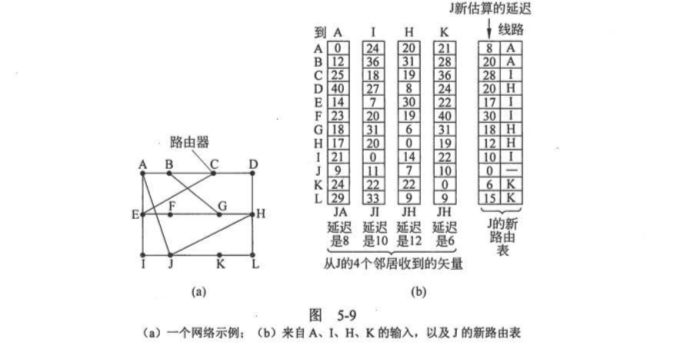 J新估算的延迟
到 A I H K 线路
A 0 24 20 21 8 A
B 12 36 31 28 20 A
C 25 18 19 36 28 I
D 40 27 8 24 20 H
E 14 7 30 22 17 I
F 23 20 19 40 30 I
G 18 31 6 31 18 H
H 17 20 0 19 12 H
I 21 0 14 22 10 I
J 9 11 7 10 0 —
K 24 22 22 0 6 K
L 29 33 9 9 15 K
JA JI JH JH
延迟 延迟 延迟 延迟
是8 是10 是12 是6
J的新
路由
表
从J的4个邻居收到的矢量
路由器
A B C D
E F G H
I J K L
(a)
(b)
图 5-9
(a)一个网络示例;(b)来自 A、I、H、K 的输入,以及 J 的新路由表